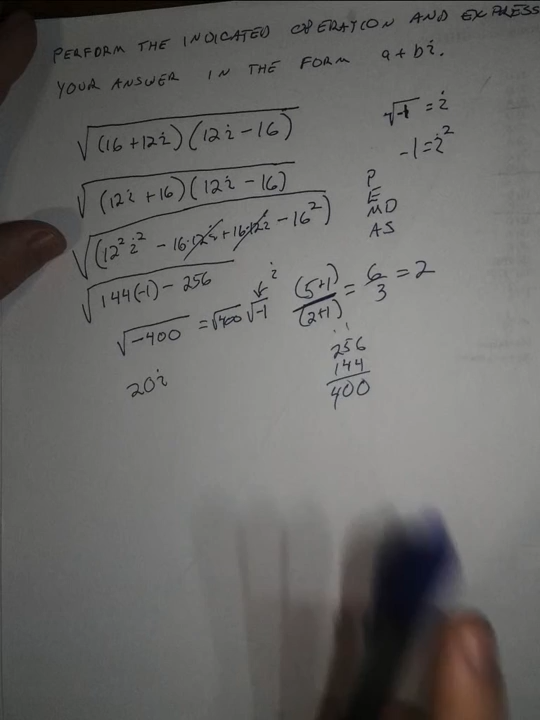 PERFORM THE INDICATED OPERATION AND EXPRESS
YOUR ANSWER IN THE FORM a + bi.
√((16+12i)(12i-16))
√-1 = i
-1 = i²
√((12i+16)(12i-16))
P
E
MD
AS
√((12²i² - 16·12i + 16·12i - 16²))
√(144(-1) - 256)
i
√-400 = √400 √-1
(5+1)/(2+1) = 6/3 = 2
20i
256
144
400